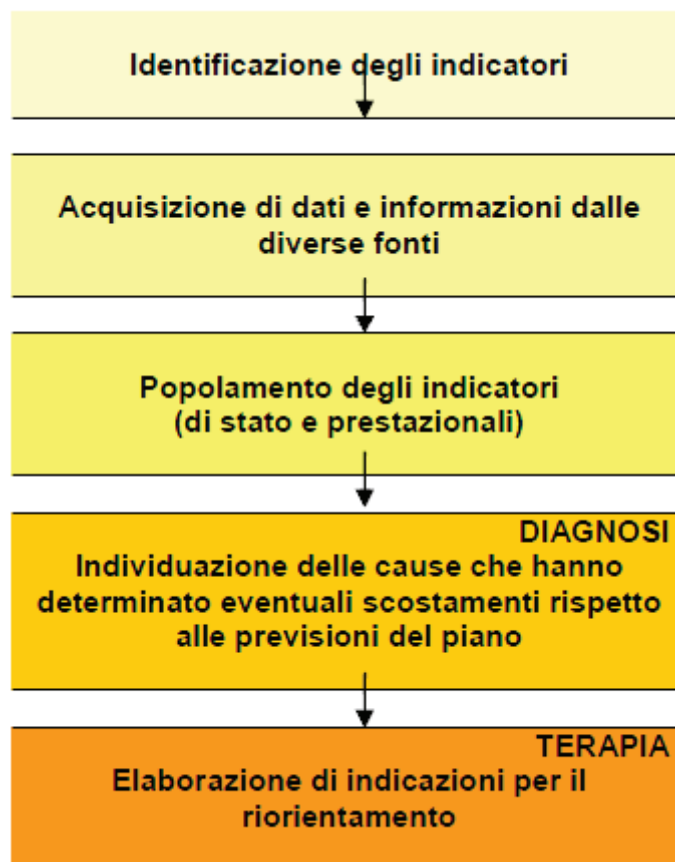 Identificazione degli indicatori
Acquisizione di dati e informazioni dalle
diverse fonti
Popolamento degli indicatori
(di stato e prestazionali)
DIAGNOSI
Individuazione delle cause che hanno
determinato eventuali scostamenti rispetto
alle previsioni del piano
TERAPIA
Elaborazione di indicazioni per il
riorientamento